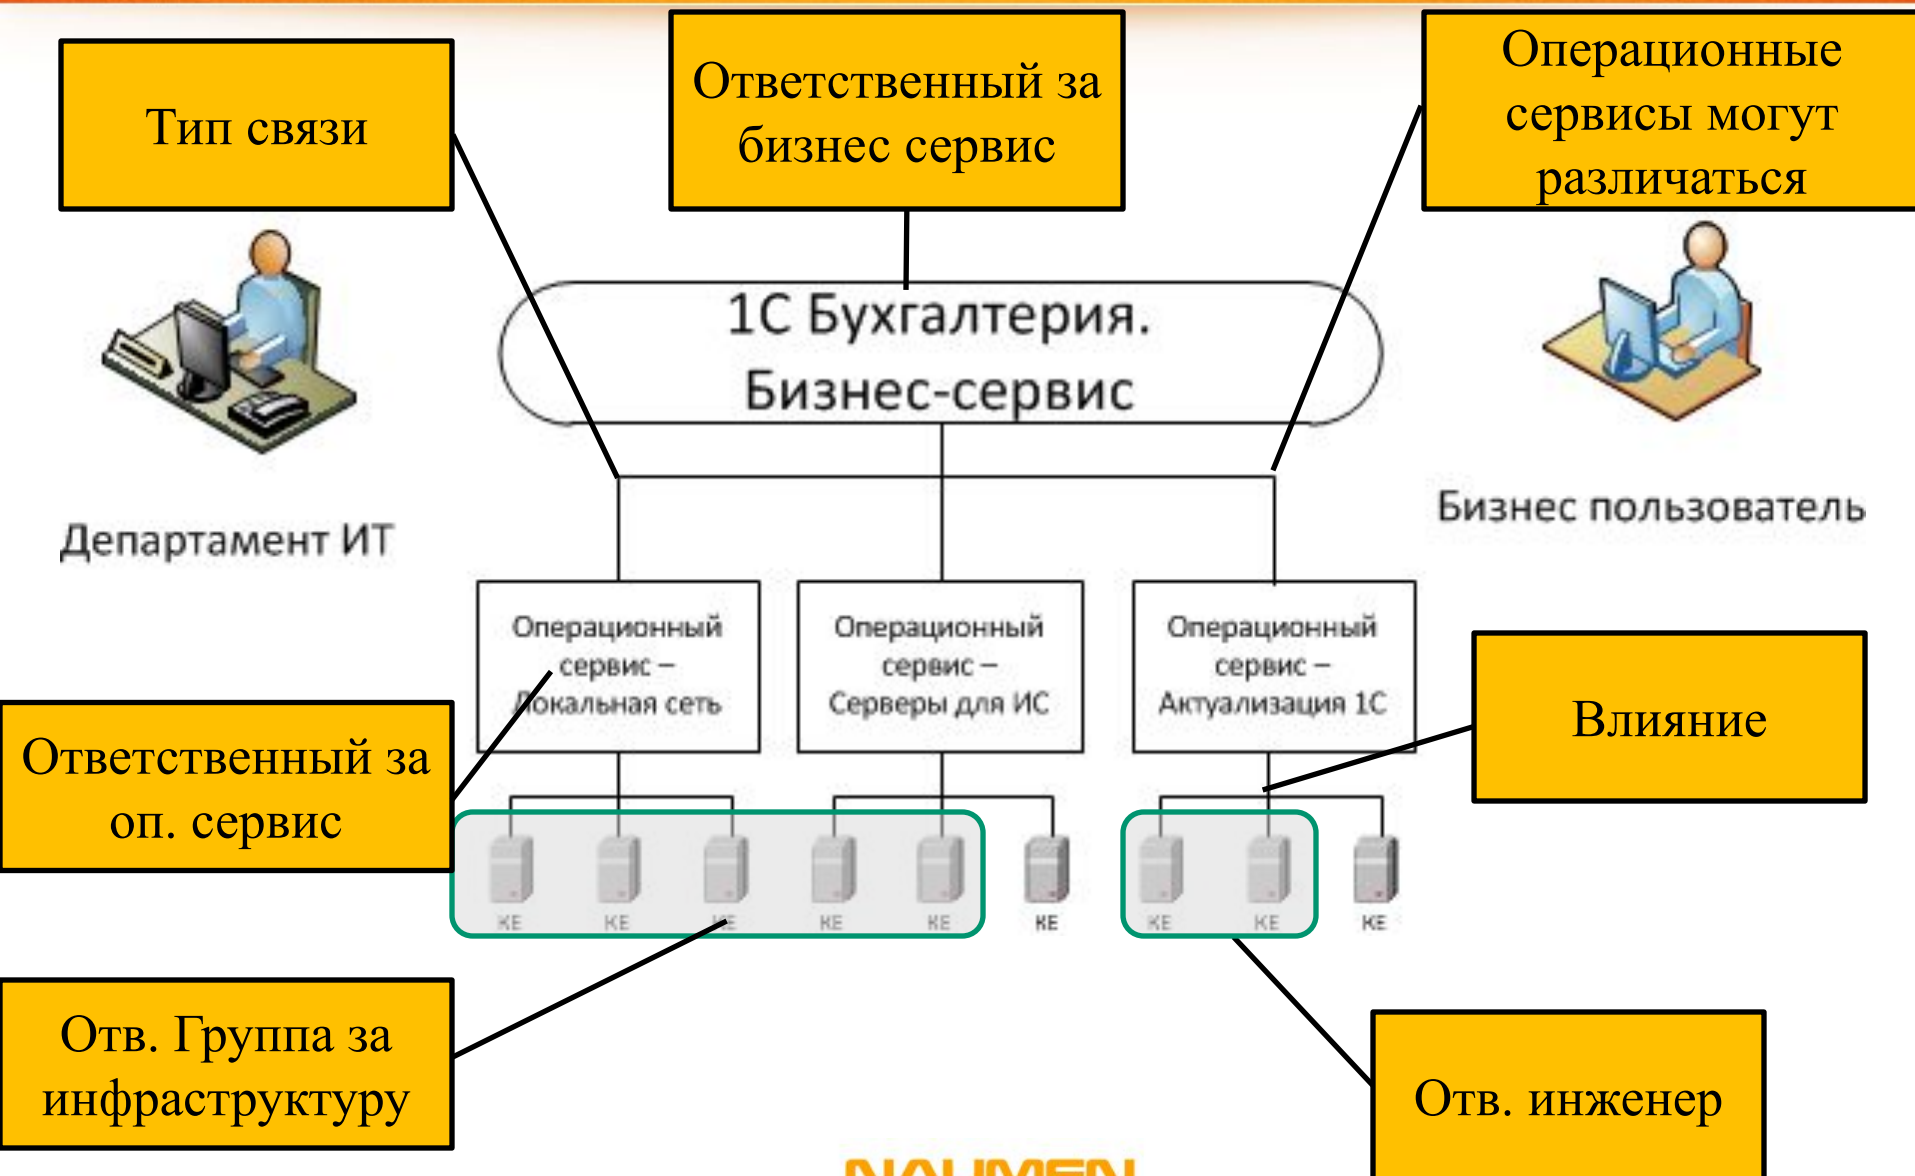 Тип связи
Ответственный за
бизнес сервис
Операционные
сервисы могут
различаться
1С Бухгалтерия.
Бизнес-сервис
Департамент ИТ
Бизнес пользователь
Операционный
сервис –
Локальная сеть
Операционный
сервис –
Серверы для ИС
Операционный
сервис –
Актуализация 1С
Влияние
Ответственный за
оп. сервис
КЕ
КЕ
КЕ
КЕ
КЕ
КЕ
КЕ
КЕ
КЕ
Отв. Группа за
инфраструктуру
Отв. инженер
NAUMEN